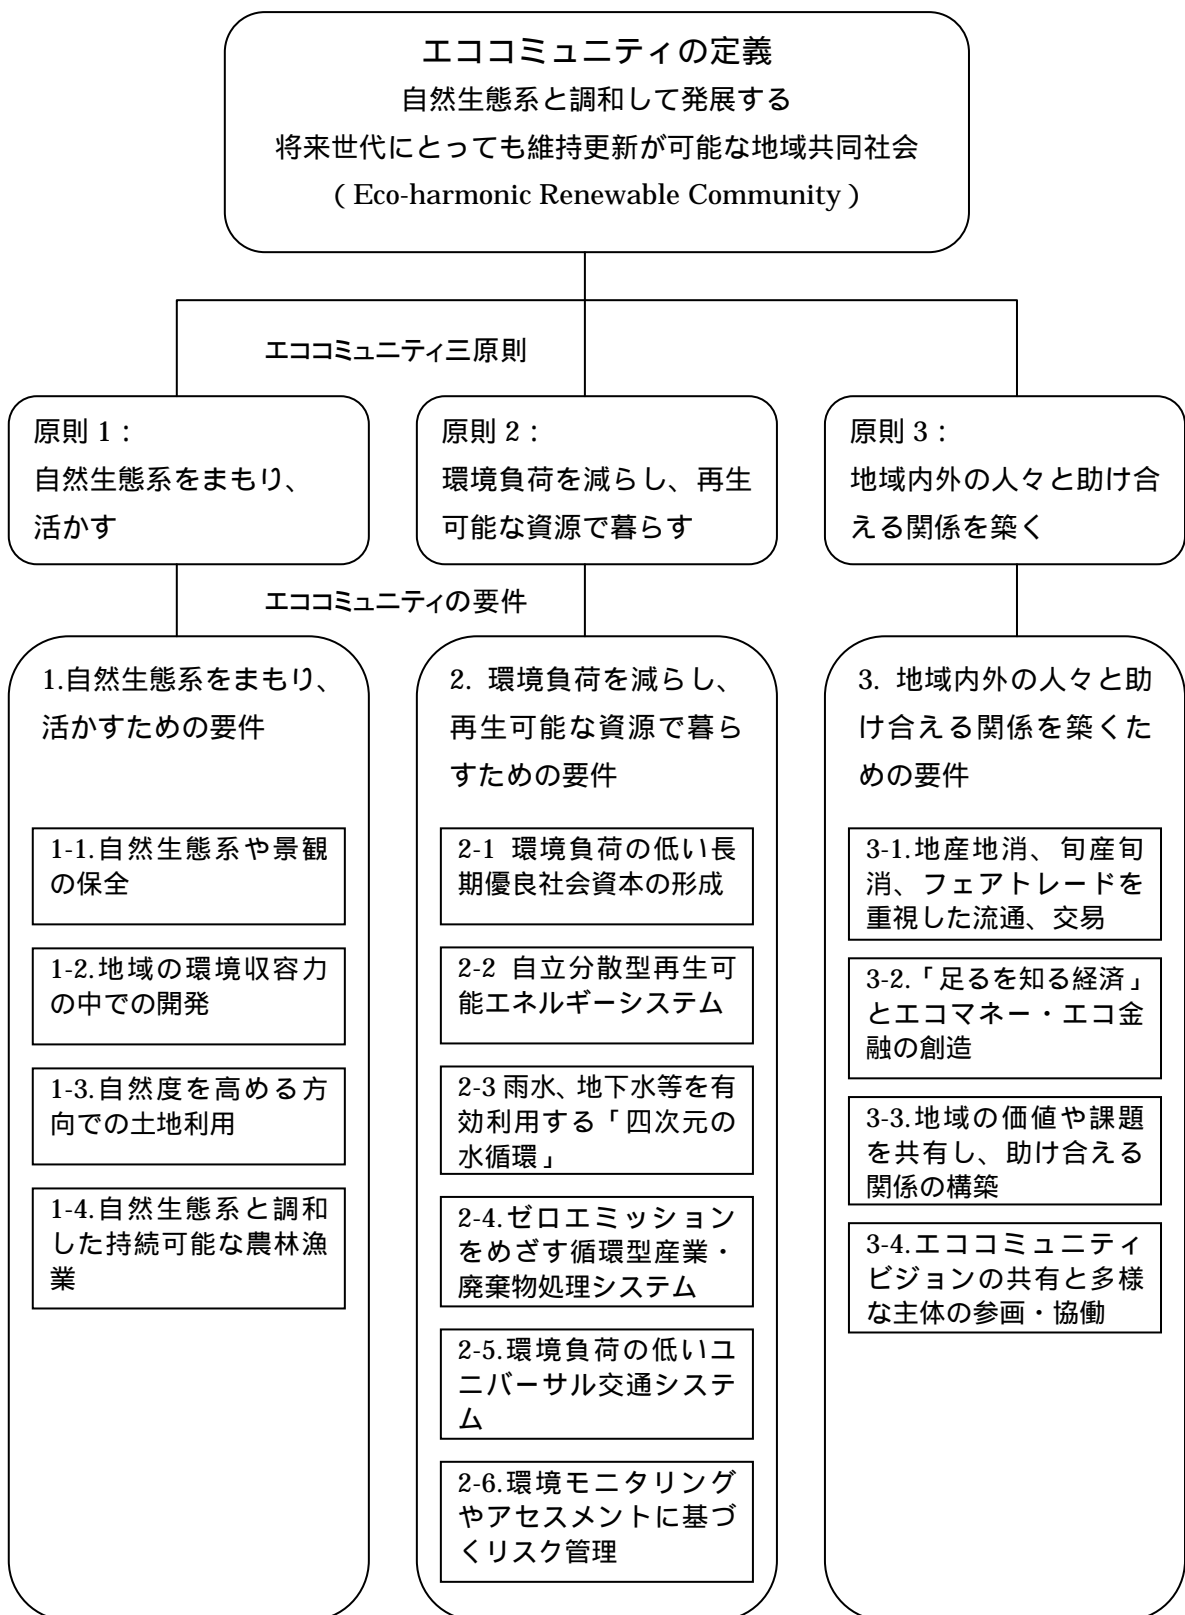 エココミュニティの定義
自然生態系と調和して発展する
将来世代にとっても維持更新が可能な地域共同社会
（Eco-harmonic Renewable Community）
エココミュニティ三原則
原則 1：
自然生態系をまもり、
活かす
原則 2：
環境負荷を減らし、再生
可能な資源で暮らす
原則 3：
地域内外の人々と助け合
える関係を築く
エココミュニティの要件
1.自然生態系をまもり、
活かすための要件
1-1.自然生態系や景観
の保全
1-2.地域の環境収容力
の中での開発
1-3.自然度を高める方
向での土地利用
1-4.自然生態系と調和
した持続可能な農林漁
業
2. 環境負荷を減らし、
再生可能な資源で暮ら
すための要件
2-1 環境負荷の低い長
期優良社会資本の形成
2-2 自立分散型再生可
能エネルギーシステム
2-3 雨水、地下水等を有
効利用する「四次元の
水循環」
2-4.ゼロエミッション
をめざす循環型産業・
廃棄物処理システム
2-5.環境負荷の低いユ
ニバーサル交通システ
ム
2-6.環境モニタリング
やアセスメントに基づ
くリスク管理
3. 地域内外の人々と助
け合える関係を築くた
めの要件
3-1.地産地消、旬産旬
消、フェアトレードを
重視した流通、交易
3-2.「足るを知る経済」
とエコマネー・エコ金
融の創造
3-3.地域の価値や課題
を共有し、助け合える
関係の構築
3-4.エココミュニティ
ビジョンの共有と多様
な主体の参画・協働